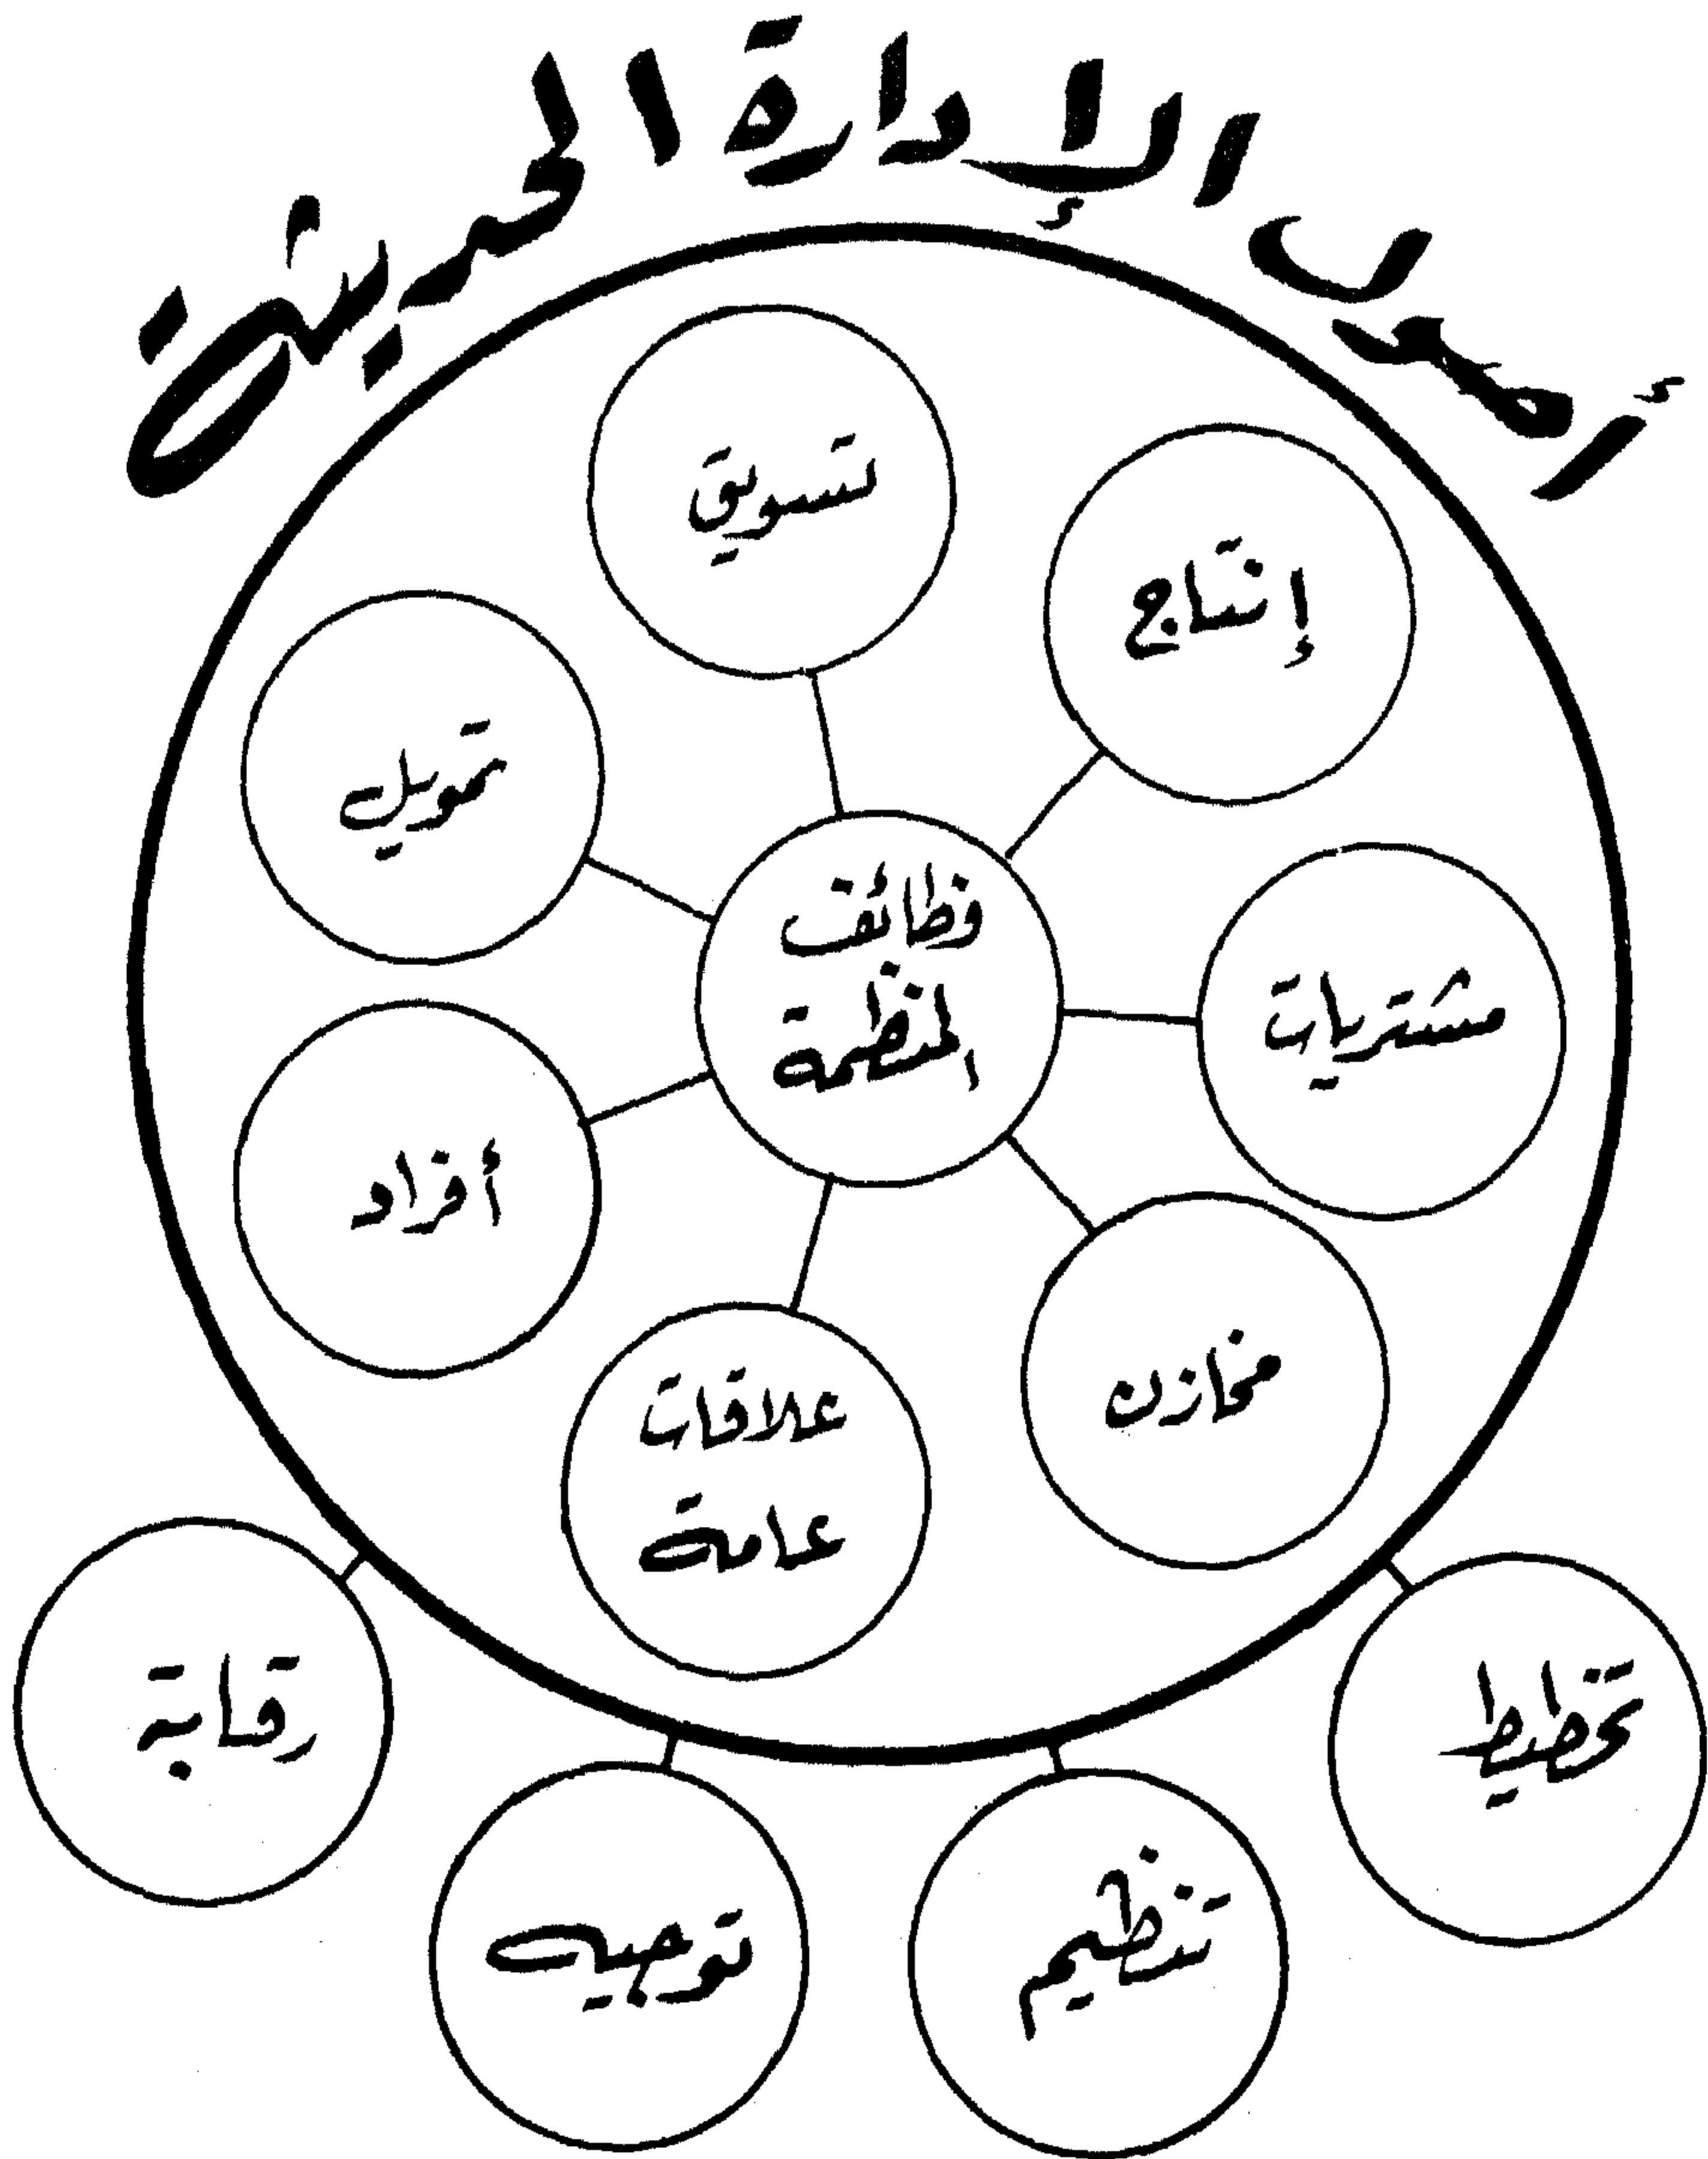 أصول الإدارة الحديثة
تسويق
إنتاج
تمويل
وظائف
المنظمة
مشتريات
أفراد
مخازن
علاقات
عامة
رقابة
تخطيط
توجيه
تنظيم